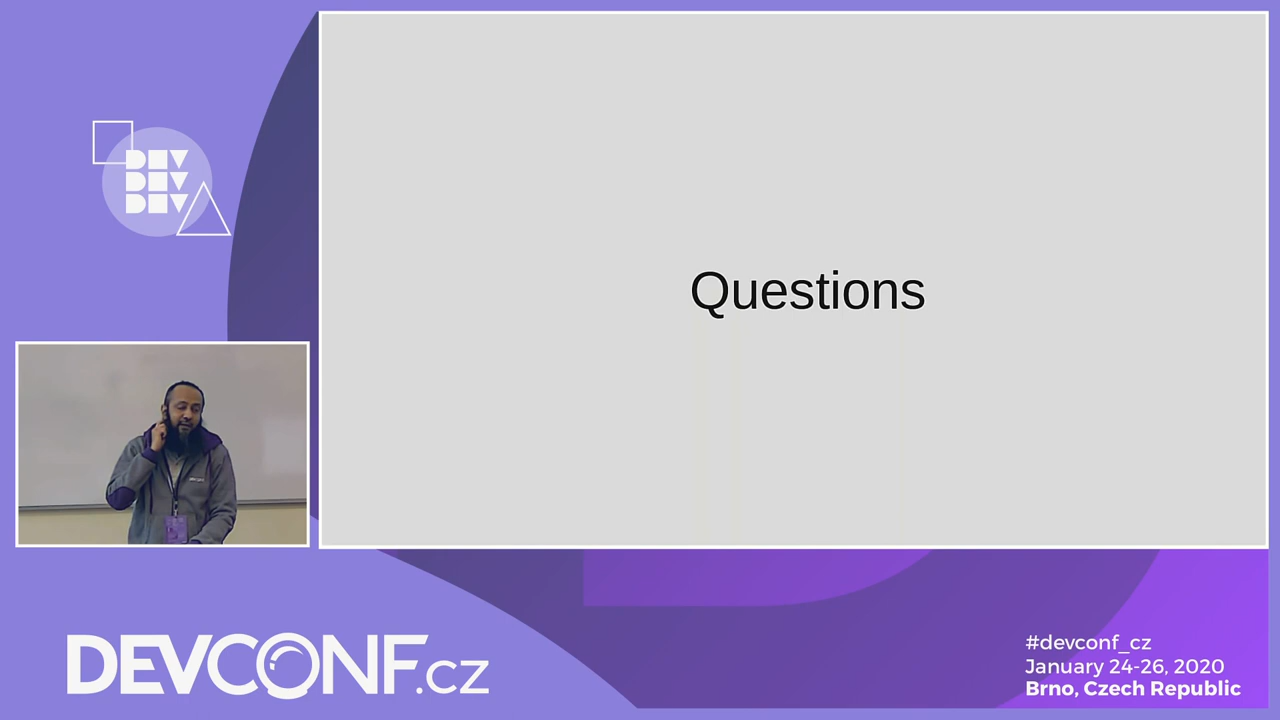 DEV
DEV
DEV
Questions
DEVCONF.cz
#devconf_cz
January 24-26, 2020
Brno, Czech Republic